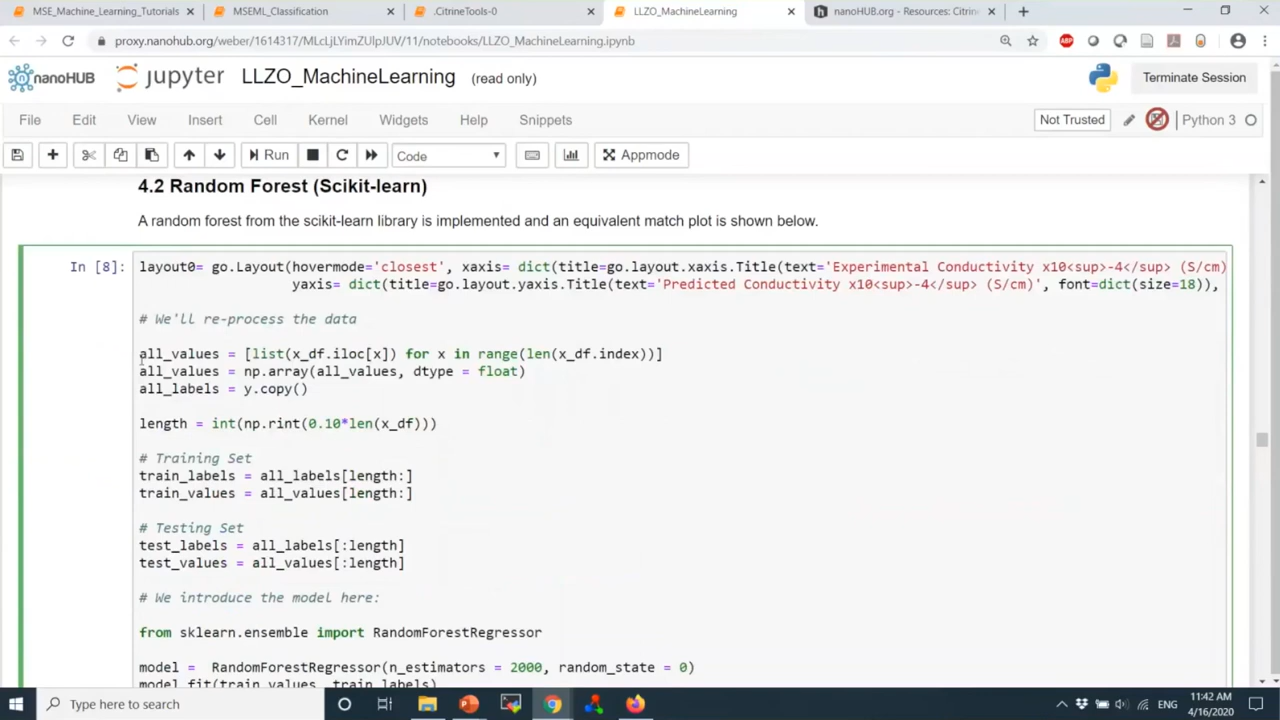 MSE_Machine_Learning_Tutorials
MSEML_Classification
.CitrineTools-0
LLZO_MachineLearning
nanoHUB.org - Resources: Citrin
proxy.nanohub.org/weber/1614317/MLcLjLYimZUlpJUV/11/notebooks/LLZO_MachineLearning.ipynb
ABP
nanoHUB jupyter LLZO_MachineLearning (read only)
Terminate Session
File Edit View Insert Cell Kernel Widgets Help Snippets
Not Trusted
Python 3
Run
Code
Appmode
4.2 Random Forest (Scikit-learn)
A random forest from the scikit-learn library is implemented and an equivalent match plot is shown below.
In [8]:
layout0= go.Layout(hovermode='closest', xaxis= dict(title=go.layout.xaxis.Title(text='Experimental Conductivity x10<sup>-4</sup> (S/cm)
yaxis= dict(title=go.layout.yaxis.Title(text='Predicted Conductivity x10<sup>-4</sup> (S/cm)', font=dict(size=18)),
# We'll re-process the data
all_values = [list(x_df.iloc[x]) for x in range(len(x_df.index))]
all_values = np.array(all_values, dtype = float)
all_labels = y.copy()
length = int(np.rint(0.10*len(x_df)))
# Training Set
train_labels = all_labels[length:]
train_values = all_values[length:]
# Testing Set
test_labels = all_labels[:length]
test_values = all_values[:length]
# We introduce the model here:
from sklearn.ensemble import RandomForestRegressor
model = RandomForestRegressor(n_estimators = 2000, random_state = 0)
model.fit(train_values, train_labels)
Type here to search
ENG
11:42 AM
4/16/2020